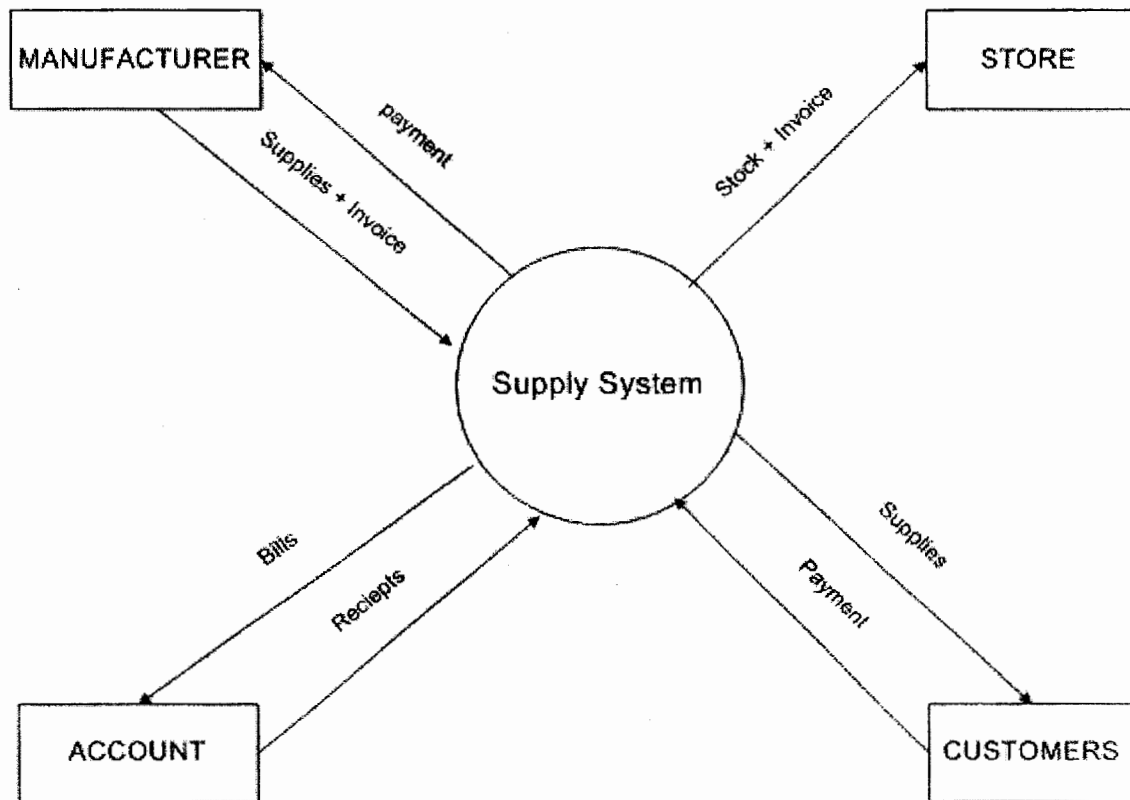 MANUFACTURER
STORE
payment
Supplies + Invoice
Stock + Invoice
Supply System
Bills
Reciepts
Supplies
Payment
ACCOUNT
CUSTOMERS